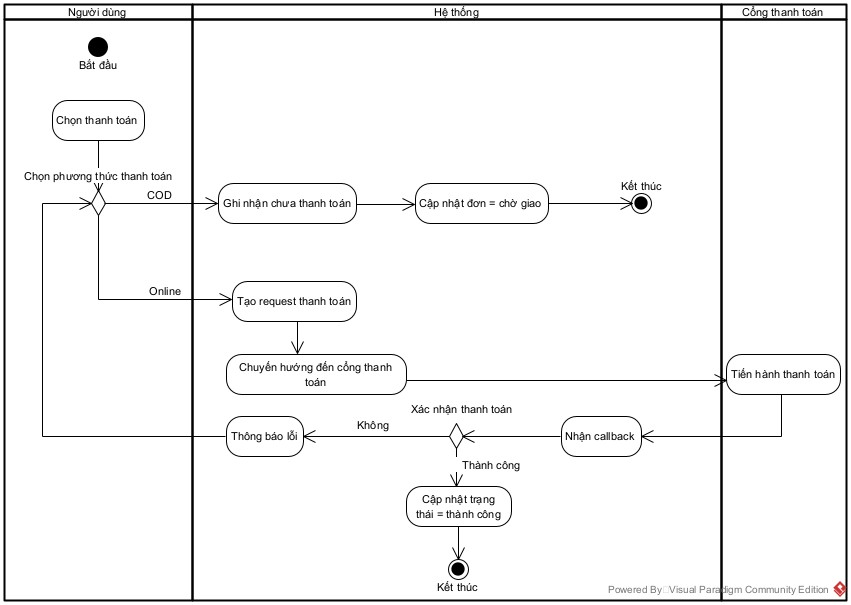 Người dùng
Hệ thống
Cổng thanh toán
Bắt đầu
Chọn thanh toán
Chọn phương thức thanh toán
COD
Ghi nhận chưa thanh toán
Cập nhật đơn = chờ giao
Kết thúc
Online
Tạo request thanh toán
Chuyển hướng đến cổng thanh
toán
Tiến hành thanh toán
Xác nhận thanh toán
Không
Thông báo lỗi
Nhận callback
Thành công
Cập nhật trạng
thái = thành công
Kết thúc
Powered By Visual Paradigm Community Edition